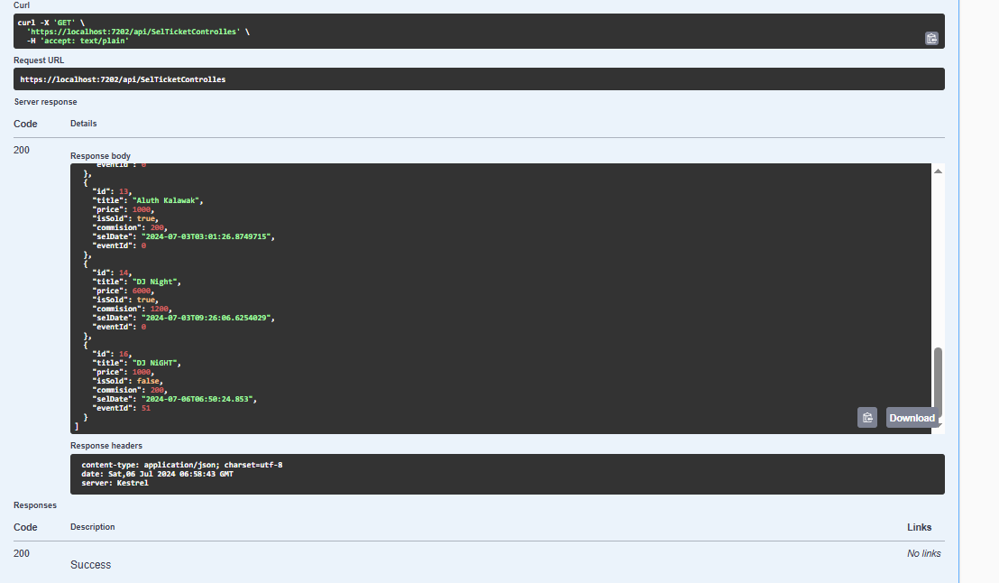 Curl
curl -X 'GET' \
'https://localhost:7202/api/SelTicketControlles' \
-H 'accept: text/plain'
Request URL
https://localhost:7202/api/SelTicketControlles
Server response
Code Details
200
Response body
"eventId": 0
},
{
"id": 13,
"title": "Aluth Kalawak",
"price": 1000,
"isSold": true,
"commision": 200,
"selDate": "2024-07-03T03:01:26.8749715",
"eventId": 0
},
{
"id": 14,
"title": "DJ Night",
"price": 6000,
"isSold": true,
"commision": 1200,
"selDate": "2024-07-03T09:26:06.6254029",
"eventId": 0
},
{
"id": 16,
"title": "DJ NiGHT",
"price": 1000,
"isSold": false,
"commision": 200,
"selDate": "2024-07-06T06:50:24.853",
"eventId": 51
}
]
Download
Response headers
content-type: application/json; charset=utf-8
date: Sat,06 Jul 2024 06:58:43 GMT
server: Kestrel
Responses
Code Description Links
200 No links
Success